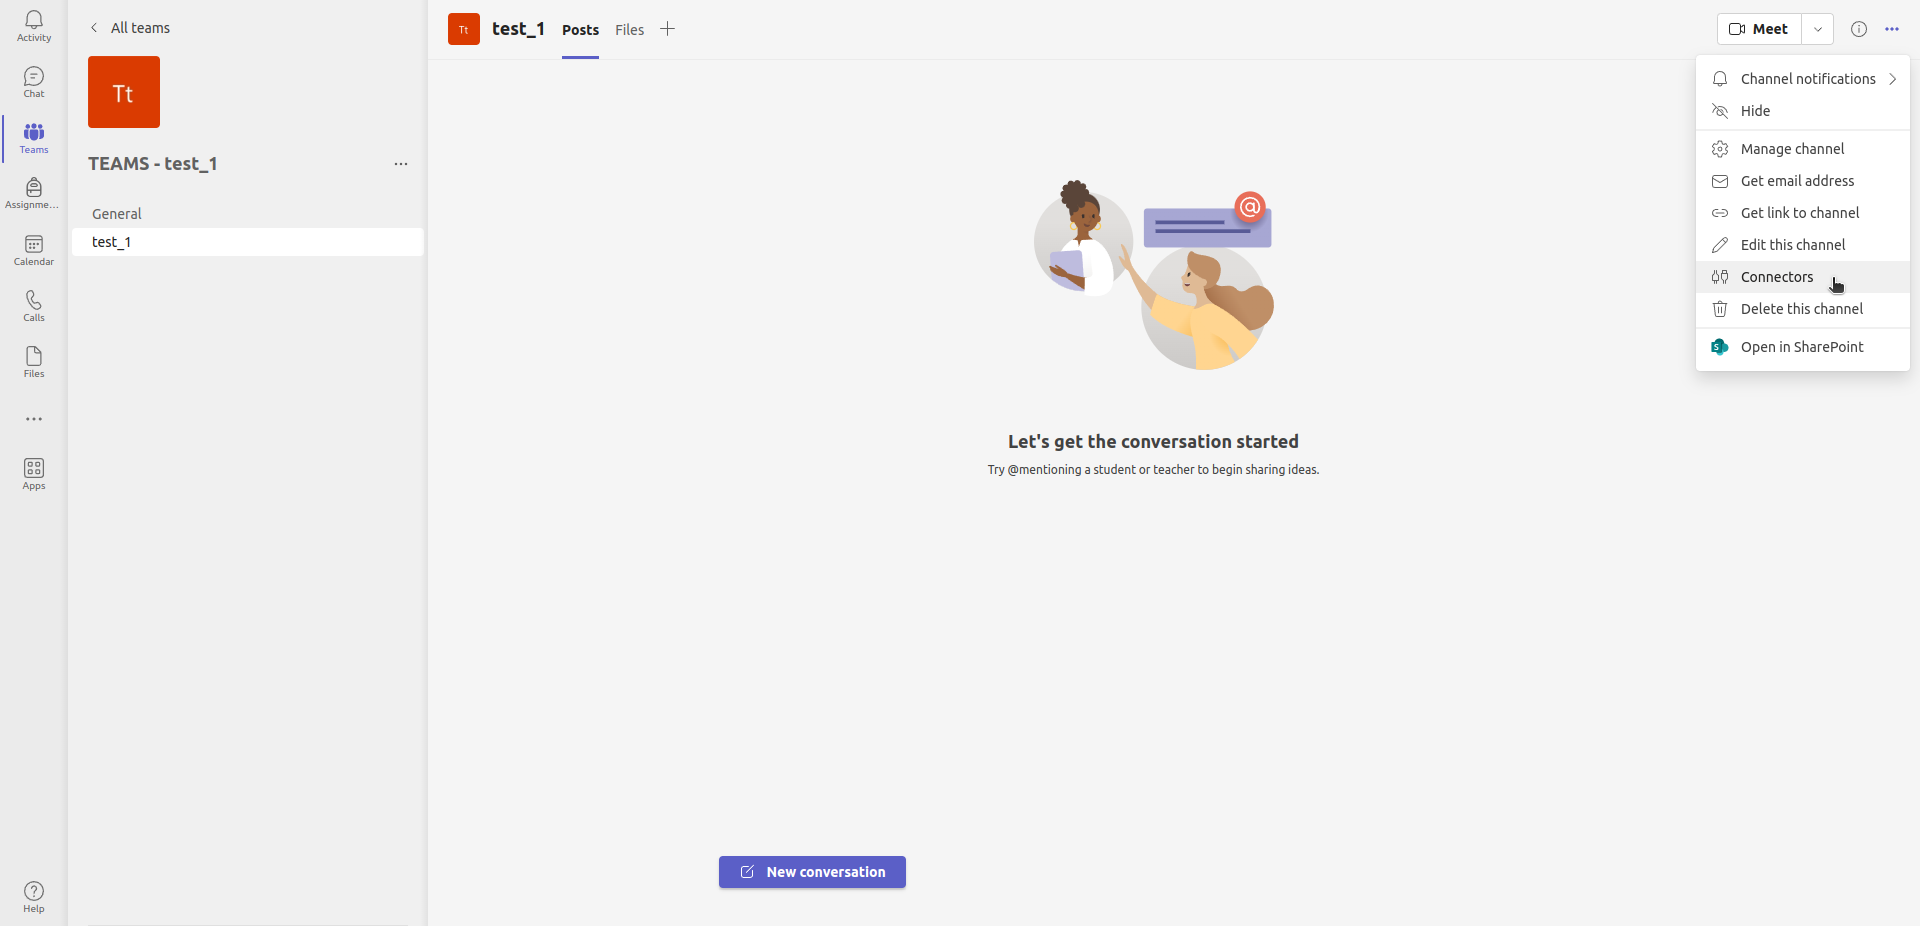 Activity
Chat
Teams
Assignme...
Calendar
Calls
Files
Apps
Help
All teams
Tt
TEAMS - test_1
General
test_1
Tt
test_1
Posts
Files
Meet
Channel notifications
Hide
Manage channel
Get email address
Get link to channel
Edit this channel
Connectors
Delete this channel
S
Open in SharePoint
@
Let's get the conversation started
Try @mentioning a student or teacher to begin sharing ideas.
New conversation